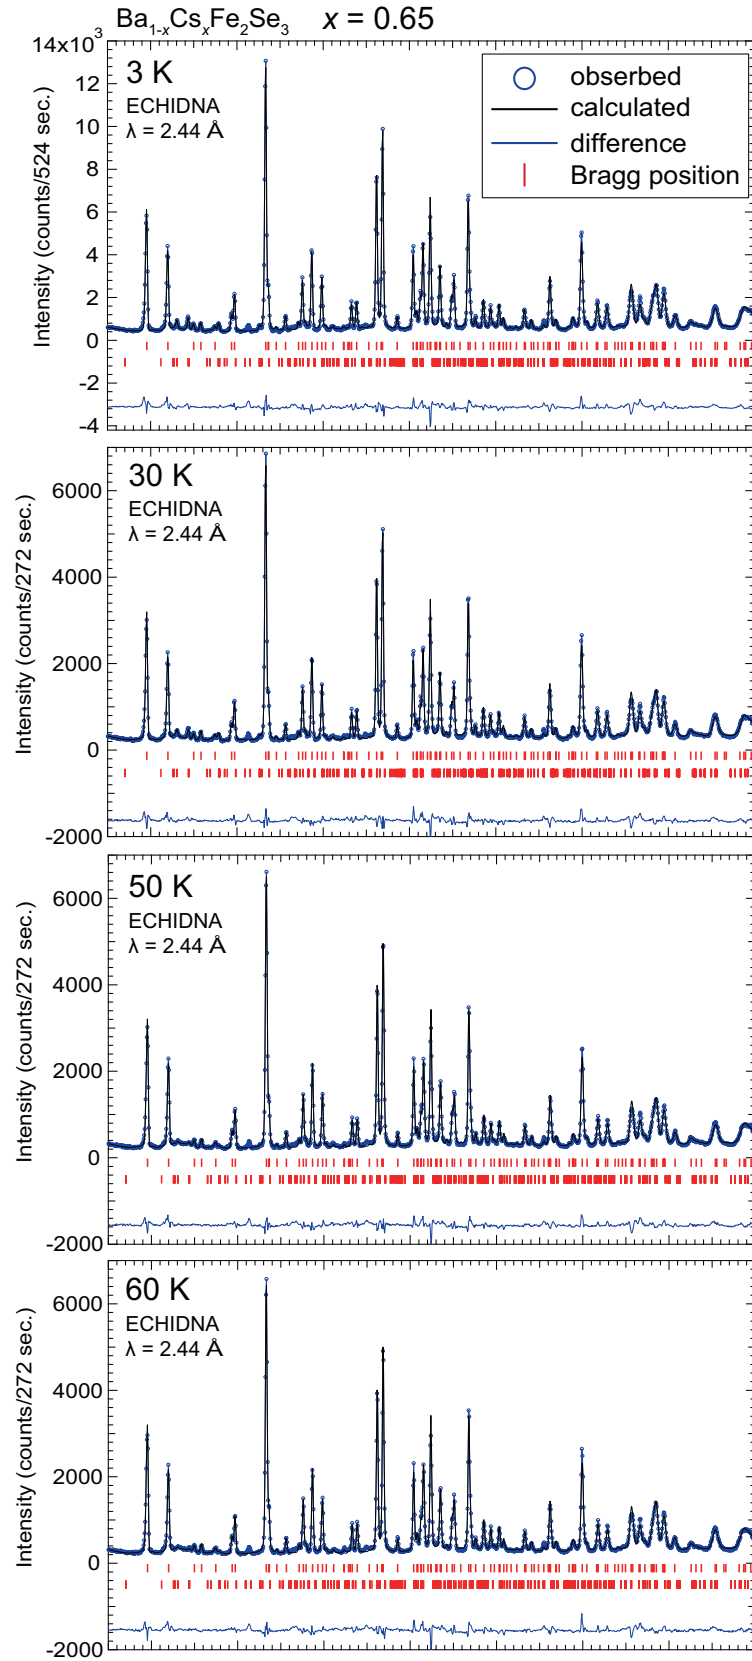 Ba1-xCsxFe2Se3 x = 0.65
14x10³
12
10
8
6
4
2
0
−2
−4
Intensity (counts/524 sec.)
3 K
ECHIDNA
λ = 2.44 Å
obserbed
calculated
difference
Bragg position
6000
4000
2000
0
−2000
Intensity (counts/272 sec.)
30 K
ECHIDNA
λ = 2.44 Å
6000
4000
2000
0
−2000
Intensity (counts/272 sec.)
50 K
ECHIDNA
λ = 2.44 Å
6000
4000
2000
0
−2000
Intensity (counts/272 sec.)
60 K
ECHIDNA
λ = 2.44 Å